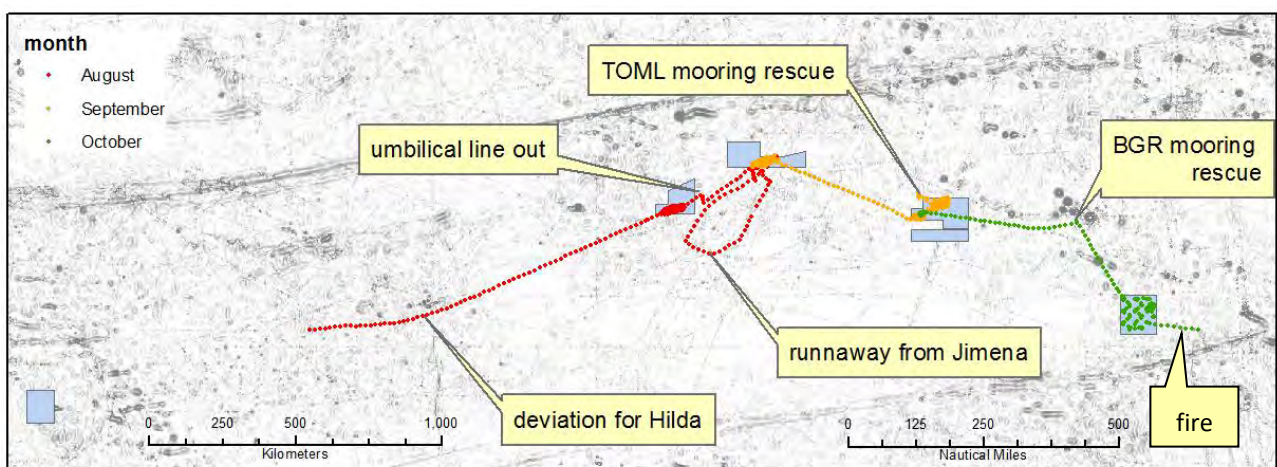 month
August
September
October
TOML mooring rescue
umbilical line out
BGR mooring
rescue
runnaway from Jimena
deviation for Hilda
fire
0 250 500 1,000
Kilometers
0 125 250 500
Nautical Miles